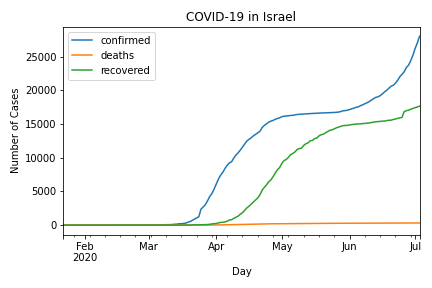 COVID-19 in Israel
confirmed
deaths
recovered
Number of Cases
25000
20000
15000
10000
5000
0
Feb
2020
Mar
Apr
May
Jun
Jul
Day